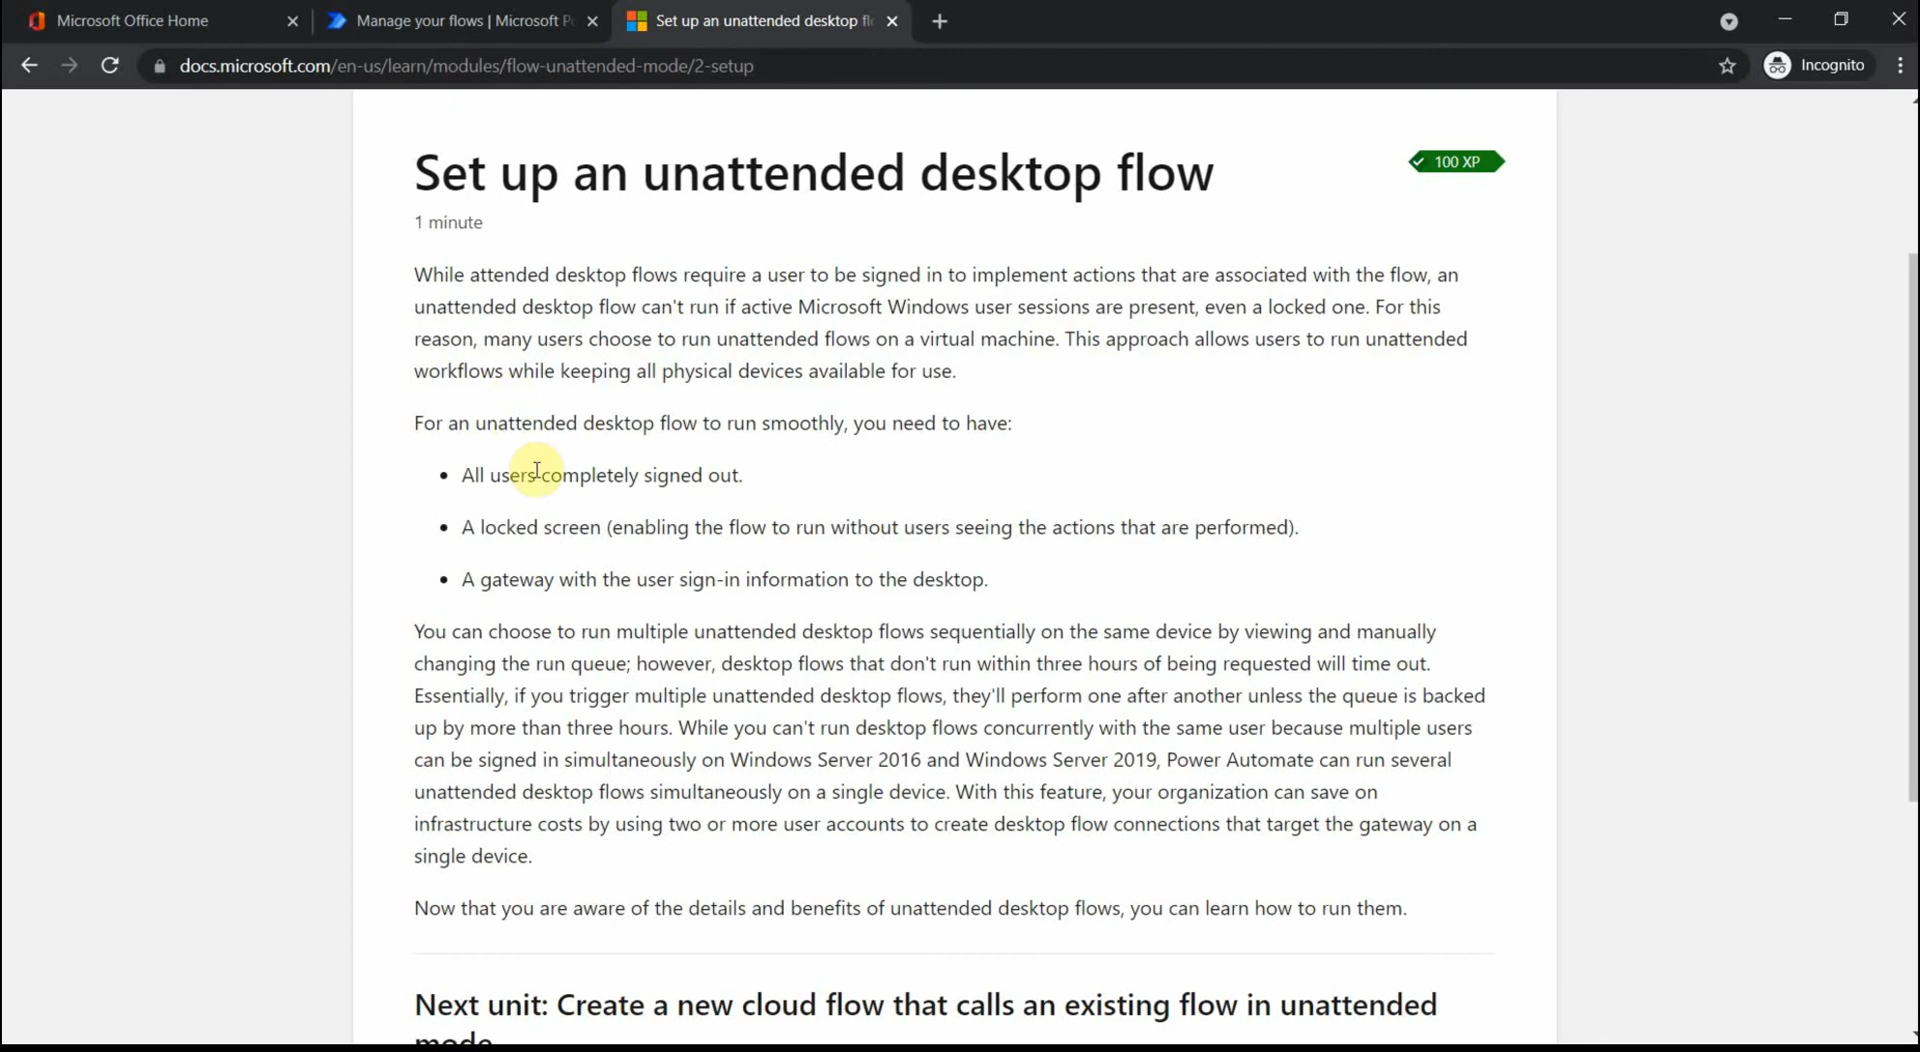 Microsoft Office Home
Manage your flows | Microsoft P
Set up an unattended desktop fl
docs.microsoft.com/en-us/learn/modules/flow-unattended-mode/2-setup
Incognito
Set up an unattended desktop flow
100 XP
1 minute
While attended desktop flows require a user to be signed in to implement actions that are associated with the flow, an
unattended desktop flow can't run if active Microsoft Windows user sessions are present, even a locked one. For this
reason, many users choose to run unattended flows on a virtual machine. This approach allows users to run unattended
workflows while keeping all physical devices available for use.
For an unattended desktop flow to run smoothly, you need to have:
• All users completely signed out.
• A locked screen (enabling the flow to run without users seeing the actions that are performed).
• A gateway with the user sign-in information to the desktop.
You can choose to run multiple unattended desktop flows sequentially on the same device by viewing and manually
changing the run queue; however, desktop flows that don't run within three hours of being requested will time out.
Essentially, if you trigger multiple unattended desktop flows, they'll perform one after another unless the queue is backed
up by more than three hours. While you can't run desktop flows concurrently with the same user because multiple users
can be signed in simultaneously on Windows Server 2016 and Windows Server 2019, Power Automate can run several
unattended desktop flows simultaneously on a single device. With this feature, your organization can save on
infrastructure costs by using two or more user accounts to create desktop flow connections that target the gateway on a
single device.
Now that you are aware of the details and benefits of unattended desktop flows, you can learn how to run them.
Next unit: Create a new cloud flow that calls an existing flow in unattended
mode